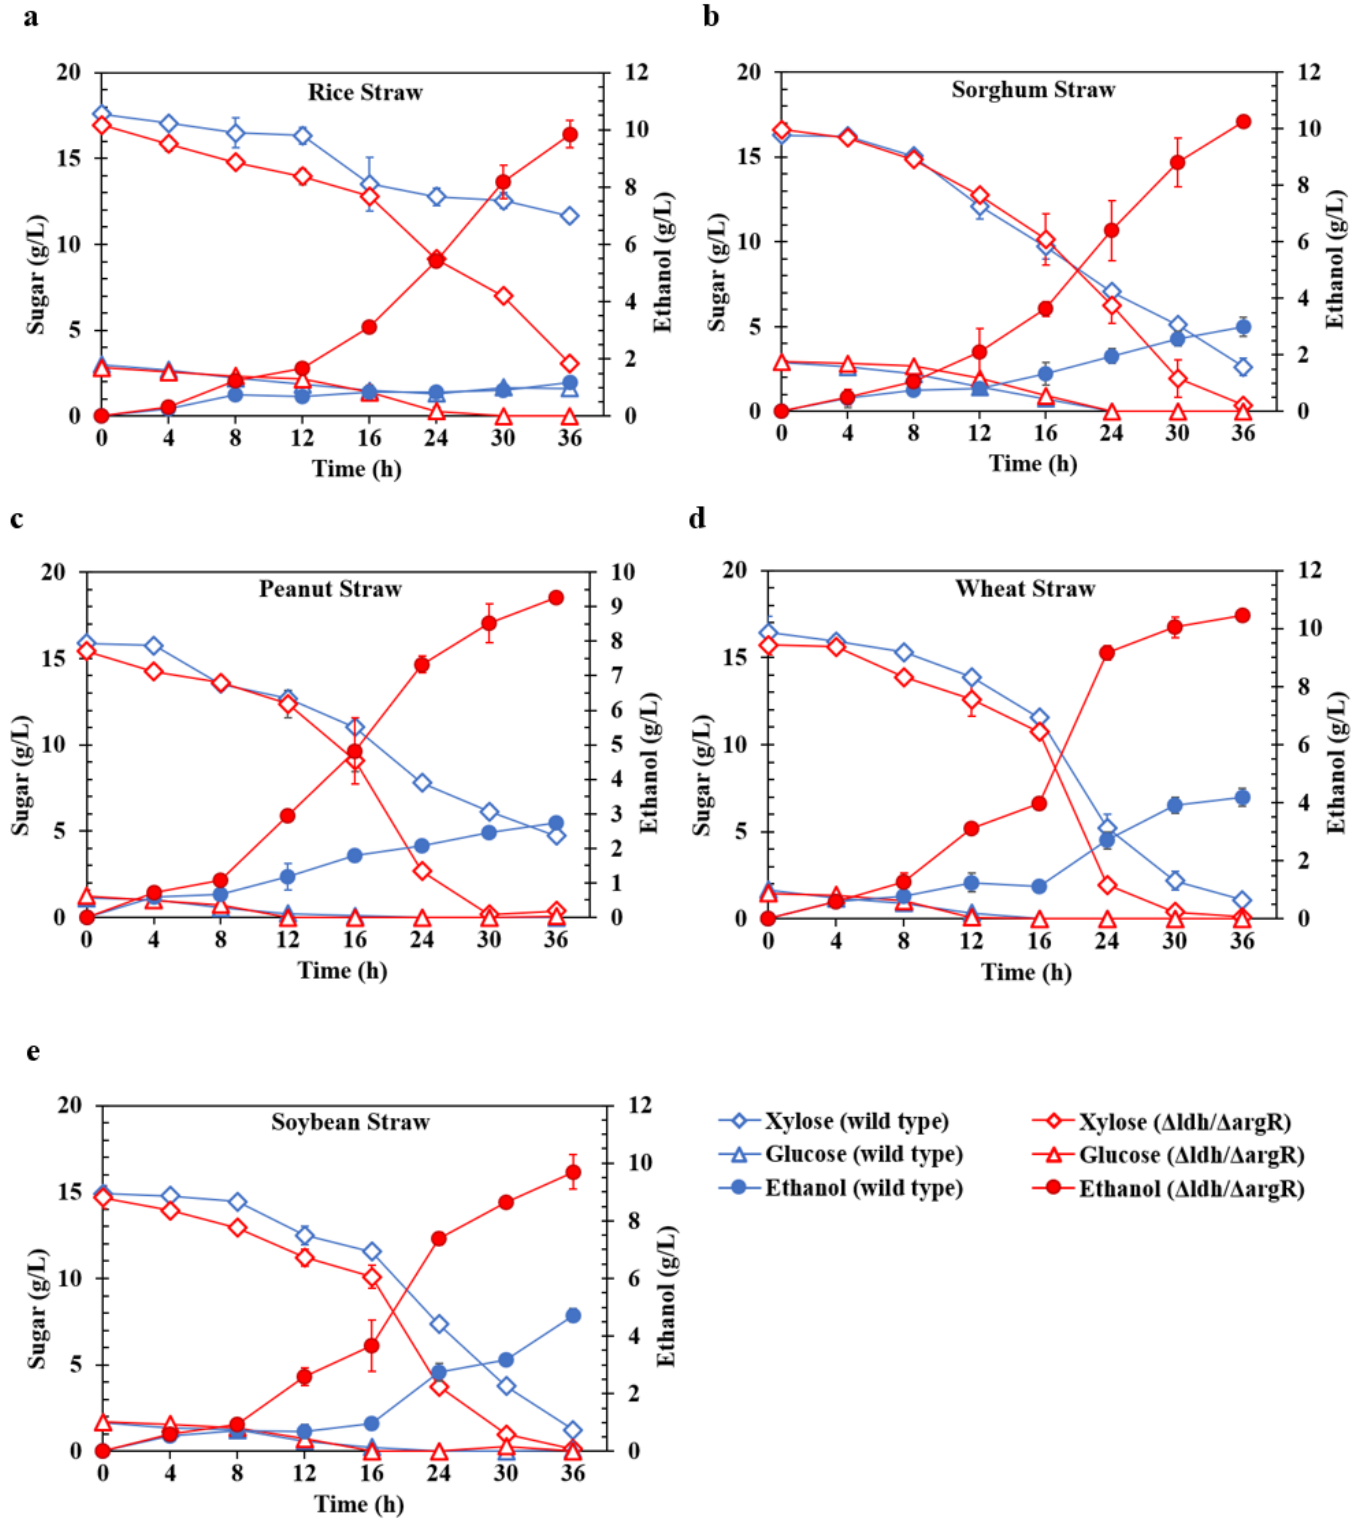 a
Rice Straw
20
15
10
5
0
12
10
8
6
4
2
0
0 4 8 12 16 24 30 36
Sugar (g/L)
Ethanol (g/L)
Time (h)
b
Sorghum Straw
20
15
10
5
0
12
10
8
6
4
2
0
0 4 8 12 16 24 30 36
Sugar (g/L)
Ethanol (g/L)
Time (h)
c
Peanut Straw
20
15
10
5
0
10
9
8
7
6
5
4
3
2
1
0
0 4 8 12 16 24 30 36
Sugar (g/L)
Ethanol (g/L)
Time (h)
d
Wheat Straw
20
15
10
5
0
12
10
8
6
4
2
0
0 4 8 12 16 24 30 36
Sugar (g/L)
Ethanol (g/L)
Time (h)
e
Soybean Straw
20
15
10
5
0
12
10
8
6
4
2
0
0 4 8 12 16 24 30 36
Sugar (g/L)
Ethanol (g/L)
Time (h)
Xylose (wild type)
Glucose (wild type)
Ethanol (wild type)
Xylose (Δldh/ΔargR)
Glucose (Δldh/ΔargR)
Ethanol (Δldh/ΔargR)